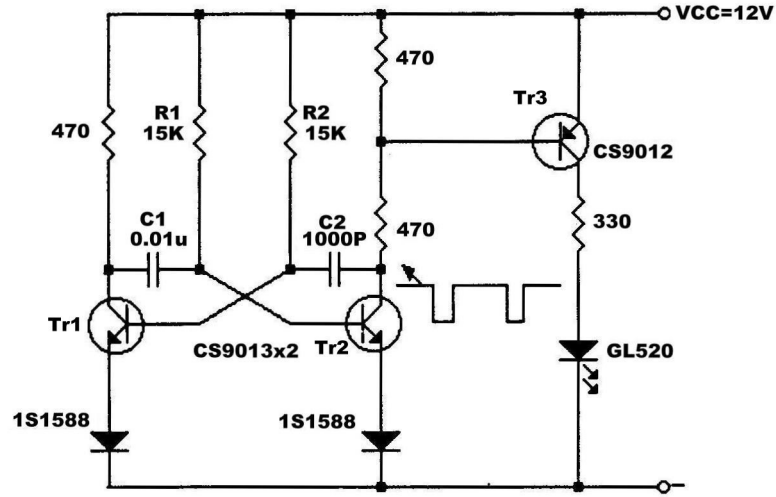 VCC=12V
470
Tr3
470
R1
15K
R2
15K
CS9012
C1
0.01u
C2
1000P
470
330
Tr1
CS9013x2
Tr2
GL520
1S1588
1S1588
−